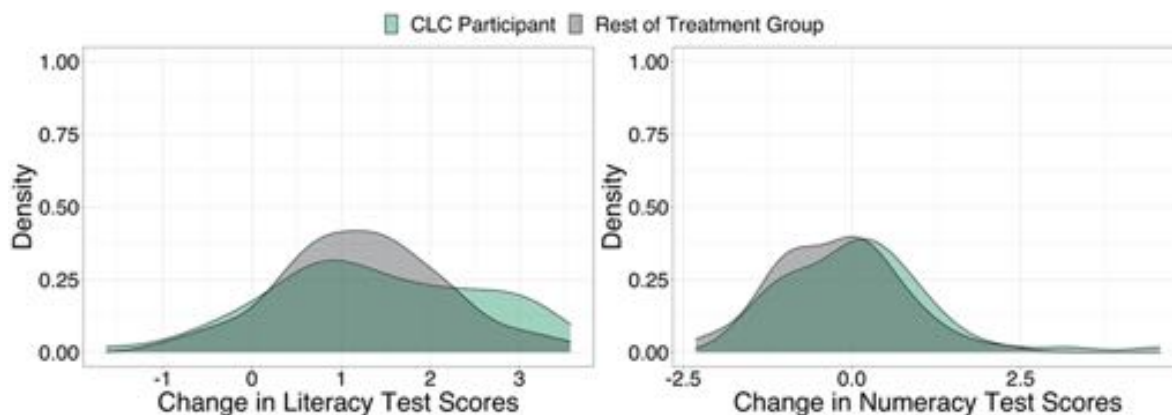 CLC Participant Rest of Treatment Group
1.00
0.75
0.50
0.25
0.00
Density
-1 0 1 2 3
Change in Literacy Test Scores
1.00
0.75
0.50
0.25
0.00
Density
-2.5 0.0 2.5
Change in Numeracy Test Scores